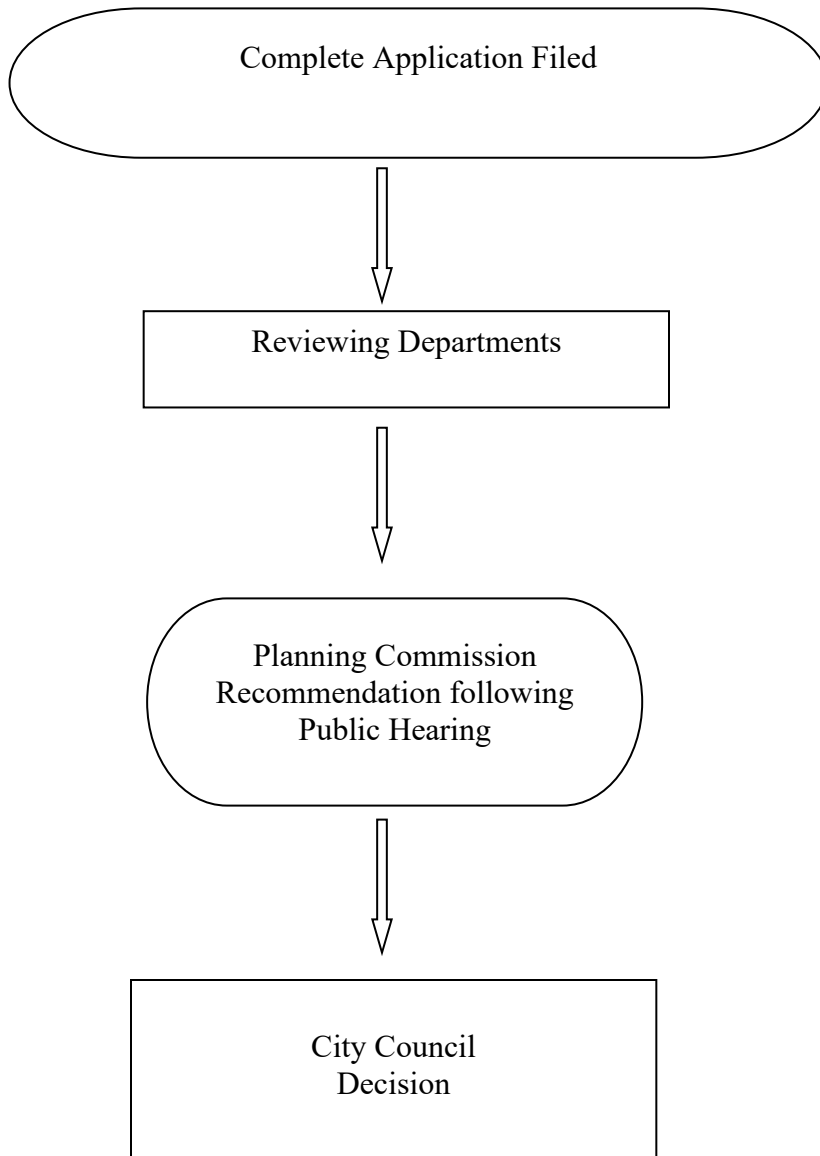 Complete Application Filed
Reviewing Departments
Planning Commission
Recommendation following
Public Hearing
City Council
Decision